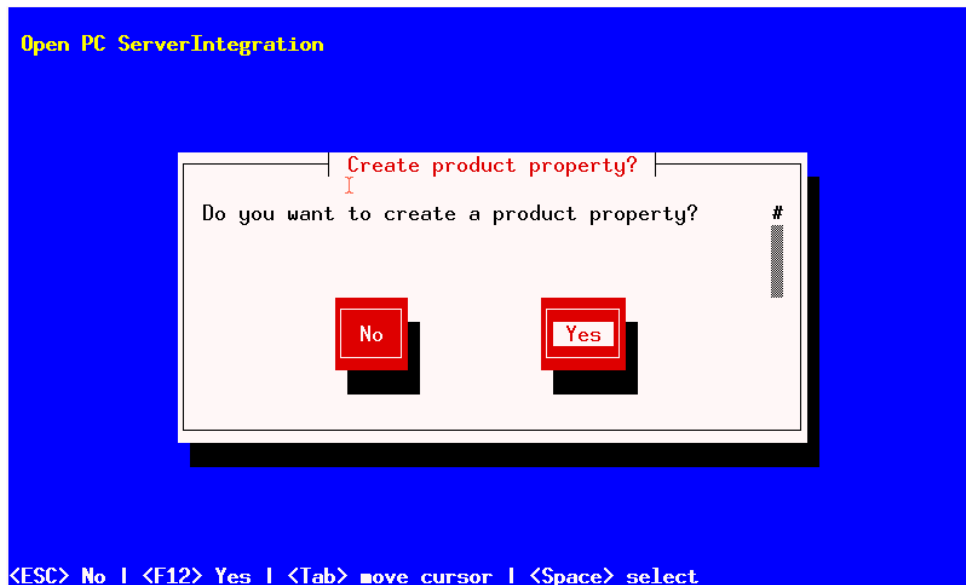 Open PC ServerIntegration
Create product property?
Do you want to create a product property? #
No Yes
<ESC> No | <F12> Yes | <Tab> move cursor | <Space> select